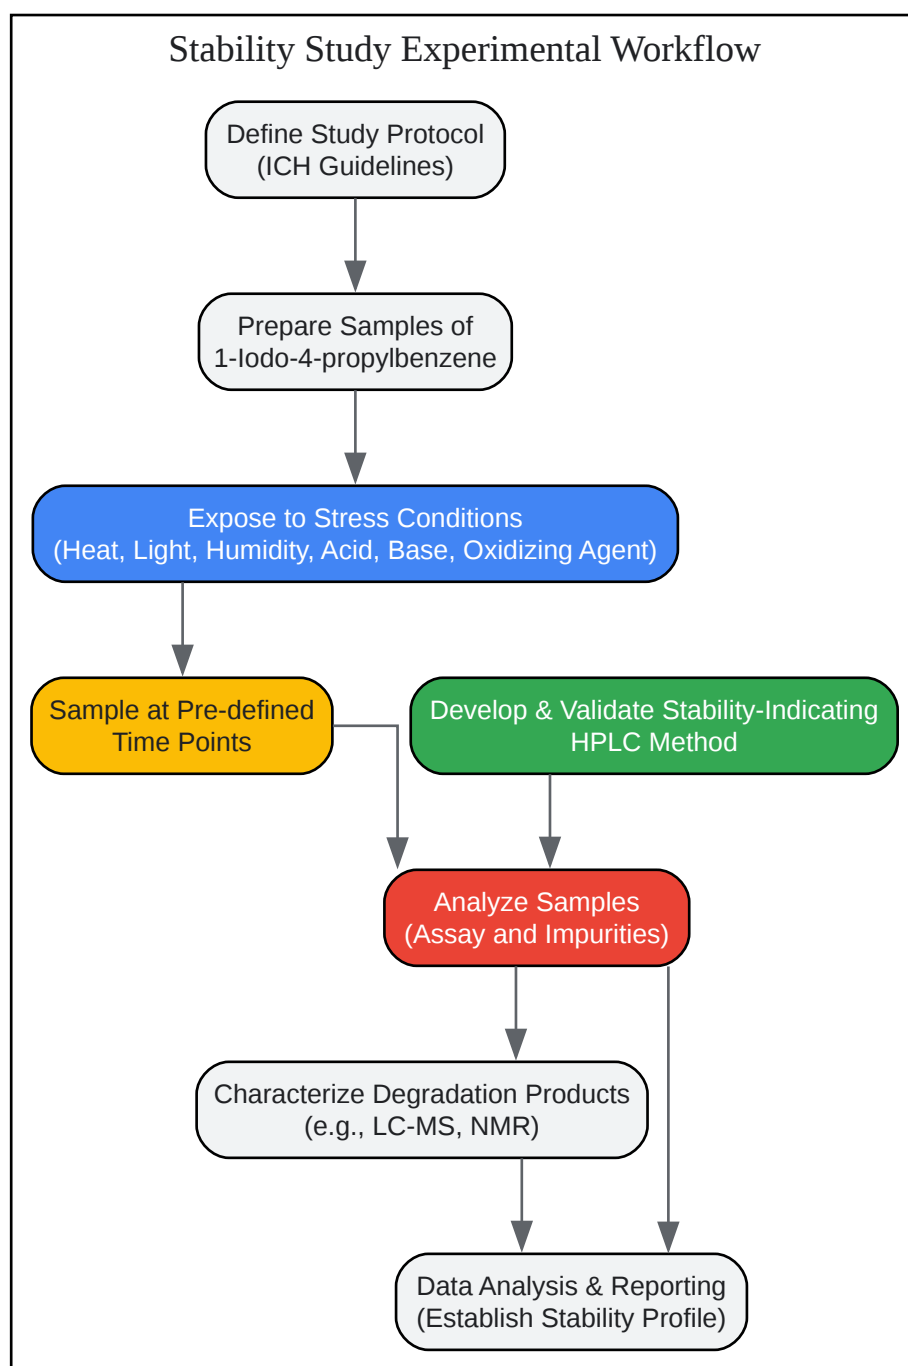 Stability Study Experimental Workflow
Define Study Protocol
(ICH Guidelines)
Prepare Samples of
1-Iodo-4-propylbenzene
Expose to Stress Conditions
(Heat, Light, Humidity, Acid, Base, Oxidizing Agent)
Sample at Pre-defined
Time Points
Develop & Validate Stability-Indicating
HPLC Method
Analyze Samples
(Assay and Impurities)
Characterize Degradation Products
(e.g., LC-MS, NMR)
Data Analysis & Reporting
(Establish Stability Profile)